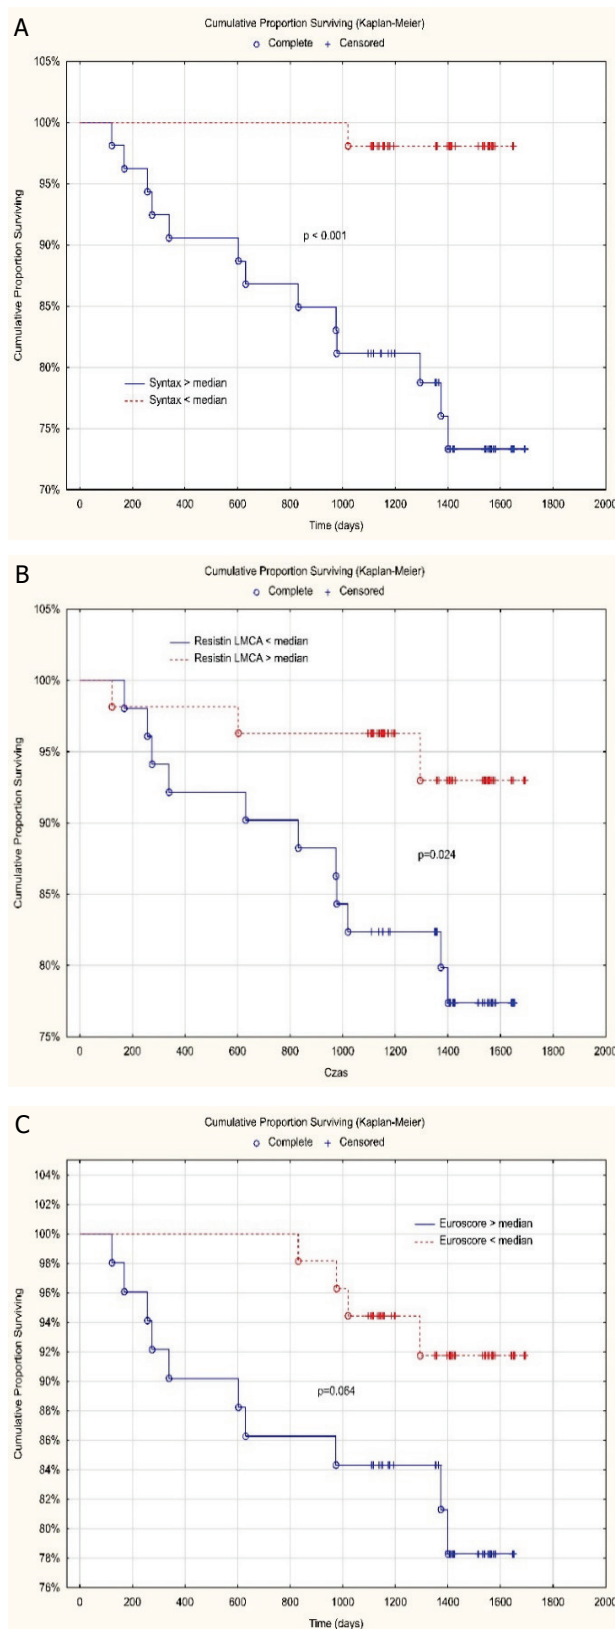 A
Cumulative Proportion Surviving (Kaplan-Meier)
Complete Censored
105%
100%
95%
90%
85%
80%
75%
70%
Cumulative Proportion Surviving
p < 0.001
Syntax > median
Syntax < median
0 200 400 600 800 1000 1200 1400 1600 1800 2000
Time (days)
B
Cumulative Proportion Surviving (Kaplan-Meier)
Complete Censored
105%
100%
95%
90%
85%
80%
75%
Cumulative Proportion Surviving
Resistin LMCA < median
Resistin LMCA > median
p=0.024
0 200 400 600 800 1000 1200 1400 1600 1800 2000
Czas
C
Cumulative Proportion Surviving (Kaplan-Meier)
Complete Censored
104%
102%
100%
98%
96%
94%
92%
90%
88%
86%
84%
82%
80%
78%
76%
Cumulative Proportion Surviving
Euroscore > median
Euroscore < median
p=0.064
0 200 400 600 800 1000 1200 1400 1600 1800 2000
Time (days)